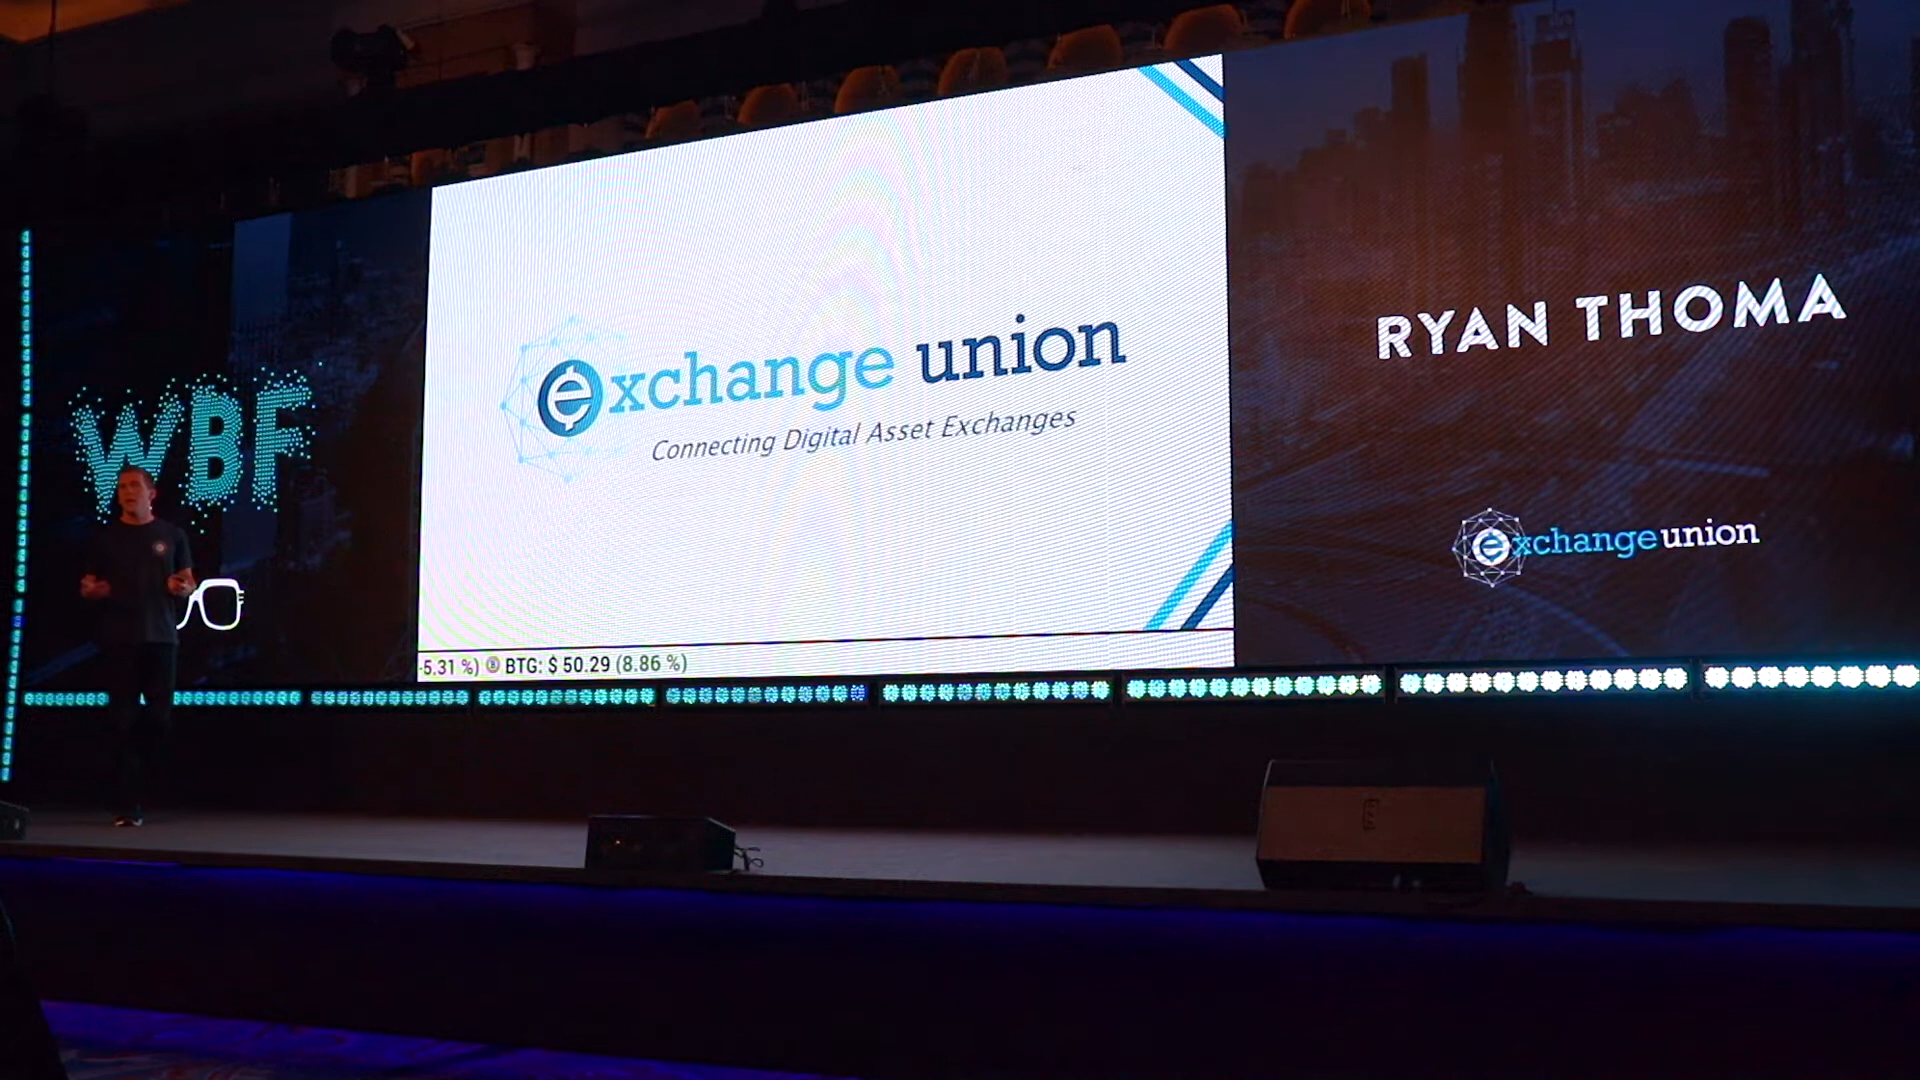 WBF
exchange union
Connecting Digital Asset Exchanges
-5.31 %) BTG: $ 50.29 (8.86 %)
RYAN THOMA
exchange union